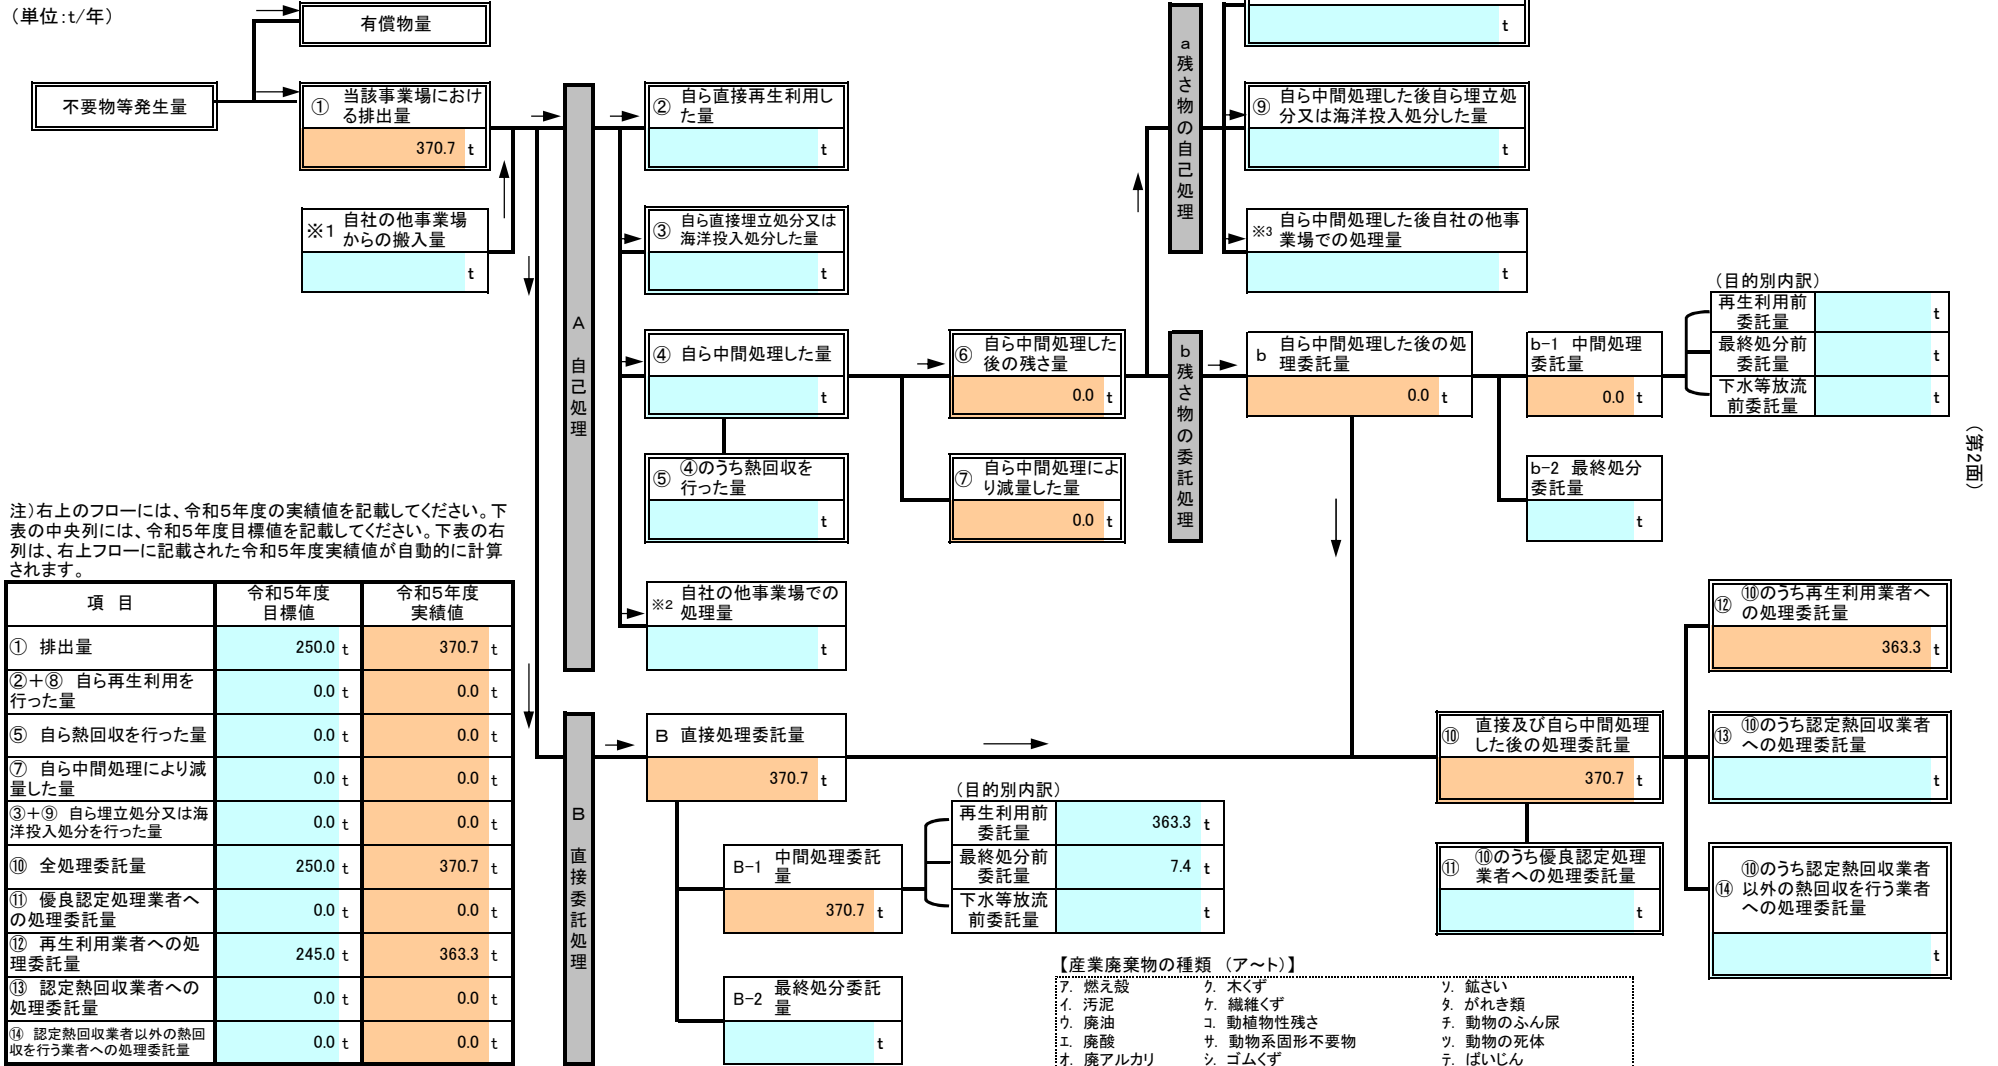 （単位：t/年）
有償物量
不要物等発生量
① 当該事業場におけ
る排出量
370.7 t
※1 自社の他事業場
からの搬入量
t
A 自己処理
② 自ら直接再生利用し
た量
t
③ 自ら直接埋立処分又は
海洋投入処分した量
t
④ 自ら中間処理した量
t
⑤ ④のうち熱回収を
行った量
t
※2 自社の他事業場での
処理量
t
⑥ 自ら中間処理した
後の残さ量
0.0 t
⑦ 自ら中間処理によ
り減量した量
0.0 t
a 残さ物の自己処理
t
⑨ 自ら中間処理した後自ら埋立処
分又は海洋投入処分した量
t
※3 自ら中間処理した後自社の他事
業場での処理量
t
b 残さ物の委託処理
b 自ら中間処理した後の処
理委託量
0.0 t
b-1 中間処理
委託量
0.0 t
b-2 最終処分
委託量
t
（目的別内訳）
再生利用前
委託量
t
最終処分前
委託量
t
下水等放流
前委託量
t
（第2面）
注）右上のフローには、令和5年度の実績値を記載してください。下
表の中央列には、令和5年度目標値を記載してください。下表の右
列は、右上フローに記載された令和5年度実績値が自動的に計算
されます。
項 目
令和5年度
目標値
令和5年度
実績値
① 排出量 250.0 t 370.7 t
②＋⑧ 自ら再生利用を
行った量 0.0 t 0.0 t
⑤ 自ら熱回収を行った量 0.0 t 0.0 t
⑦ 自ら中間処理により減
量した量 0.0 t 0.0 t
③＋⑨ 自ら埋立処分又は海
洋投入処分を行った量 0.0 t 0.0 t
⑩ 全処理委託量 250.0 t 370.7 t
⑪ 優良認定処理業者へ
の処理委託量 0.0 t 0.0 t
⑫ 再生利用業者への処
理委託量 245.0 t 363.3 t
⑬ 認定熱回収業者への
処理委託量 0.0 t 0.0 t
⑭ 認定熱回収業者以外の熱回
収を行う業者への処理委託量 0.0 t 0.0 t
B 直接委託処理
B 直接処理委託量
370.7 t
B-1 中間処理委託
量
370.7 t
B-2 最終処分委託
量
t
（目的別内訳）
再生利用前
委託量
363.3 t
最終処分前
委託量
7.4 t
下水等放流
前委託量
t
⑩ 直接及び自ら中間処理
した後の処理委託量
370.7 t
⑪ ⑩のうち優良認定処理
業者への処理委託量
t
⑫ ⑩のうち再生利用業者へ
の処理委託量
363.3 t
⑬ ⑩のうち認定熱回収業者
への処理委託量
t
⑭ ⑩のうち認定熱回収業者
以外の熱回収を行う業者
への処理委託量
t
【産業廃棄物の種類 （ア～ト）】
ア. 燃え殻 ク. 木くず ソ. 鉱さい
イ. 汚泥 ケ. 繊維くず タ. がれき類
ウ. 廃油 コ. 動植物性残さ チ. 動物のふん尿
エ. 廃酸 サ. 動物系固形不要物 ツ. 動物の死体
オ. 廃アルカリ シ. ゴムくず テ. ばいじん